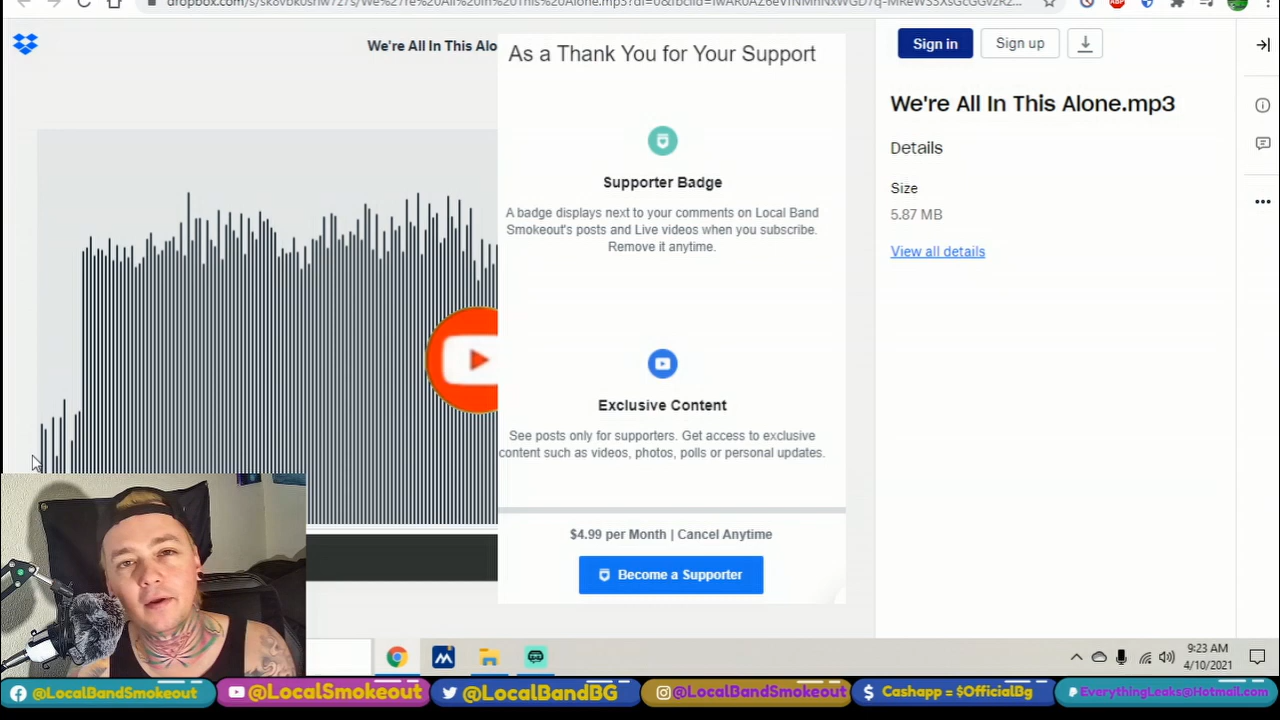 We're All In This Alo
As a Thank You for Your Support
Supporter Badge
A badge displays next to your comments on Local Band
Smokeout's posts and Live videos when you subscribe.
Remove it anytime.
Exclusive Content
See posts only for supporters. Get access to exclusive
content such as videos, photos, polls or personal updates.
$4.99 per Month | Cancel Anytime
Become a Supporter
Sign in
Sign up
We're All In This Alone.mp3
Details
Size
5.87 MB
View all details
9:23 AM
4/10/2021
@LocalBandSmokeout
@LocalSmokeout
@LocalBandBG
@LocalBandSmokeout
Cashapp = $OfficialBg
EverythingLeaks@Hotmail.com